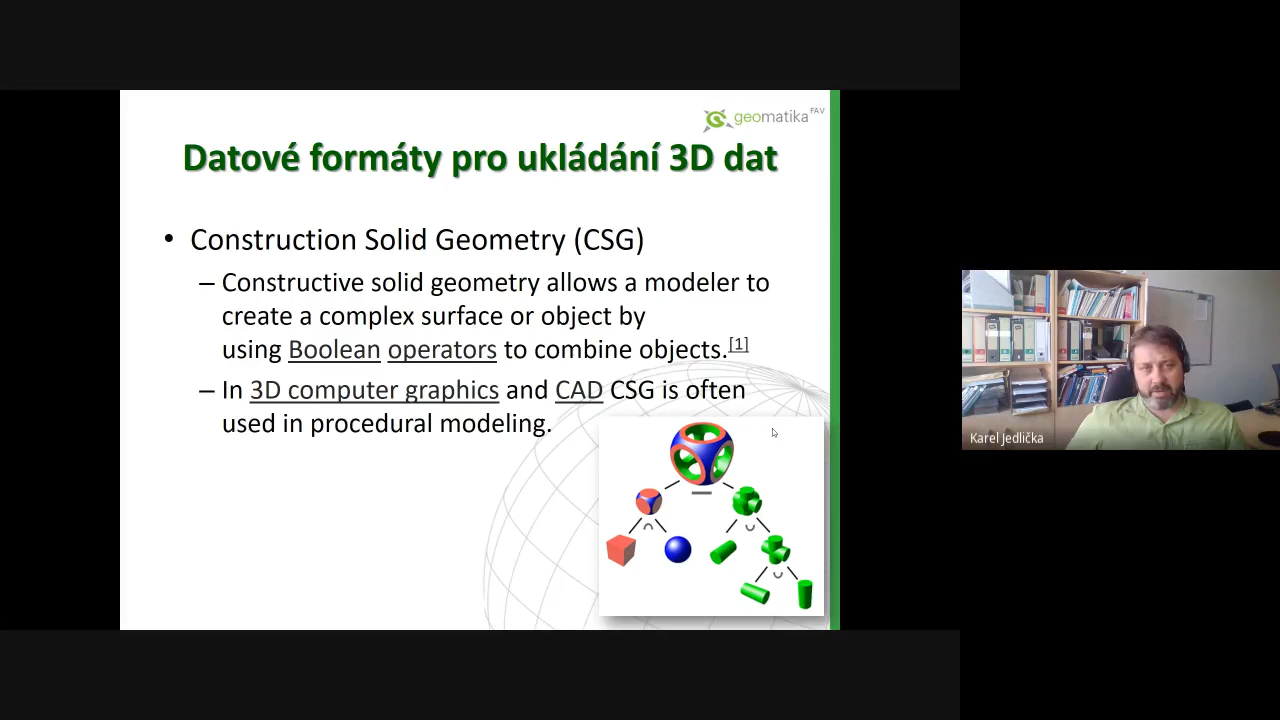 geomatika FAV
Datové formáty pro ukládání 3D dat
• Construction Solid Geometry (CSG)
– Constructive solid geometry allows a modeler to
create a complex surface or object by
using Boolean operators to combine objects.[1]
– In 3D computer graphics and CAD CSG is often
used in procedural modeling.
Karel Jedlička